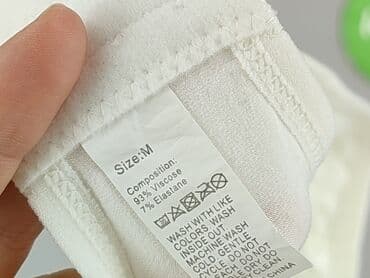 Size:M
Composition:
93% Viscose
7% Elastane
WASH WITH LIKE
COLORS WASH
INSIDE OUT
MACHINE WASH
COLD GENTLE
CYCLE DO NOT
CHINA